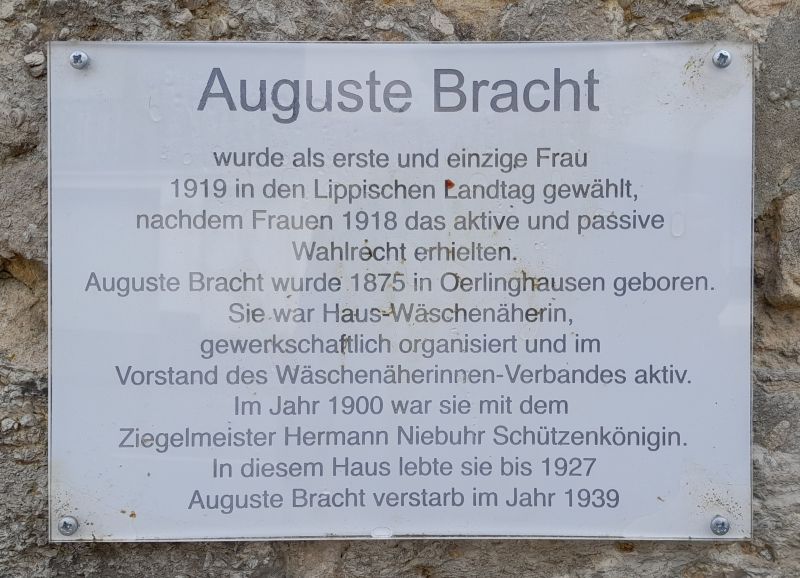 Auguste Bracht
wurde als erste und einzige Frau
1919 in den Lippischen Landtag gewählt,
nachdem Frauen 1918 das aktive und passive
Wahlrecht erhielten.
Auguste Bracht wurde 1875 in Oerlinghausen geboren.
Sie war Haus-Wäschenäherin,
gewerkschaftlich organisiert und im
Vorstand des Wäschenäherinnen-Verbandes aktiv.
Im Jahr 1900 war sie mit dem
Ziegelmeister Hermann Niebuhr Schützenkönigin.
In diesem Haus lebte sie bis 1927
Auguste Bracht verstarb im Jahr 1939